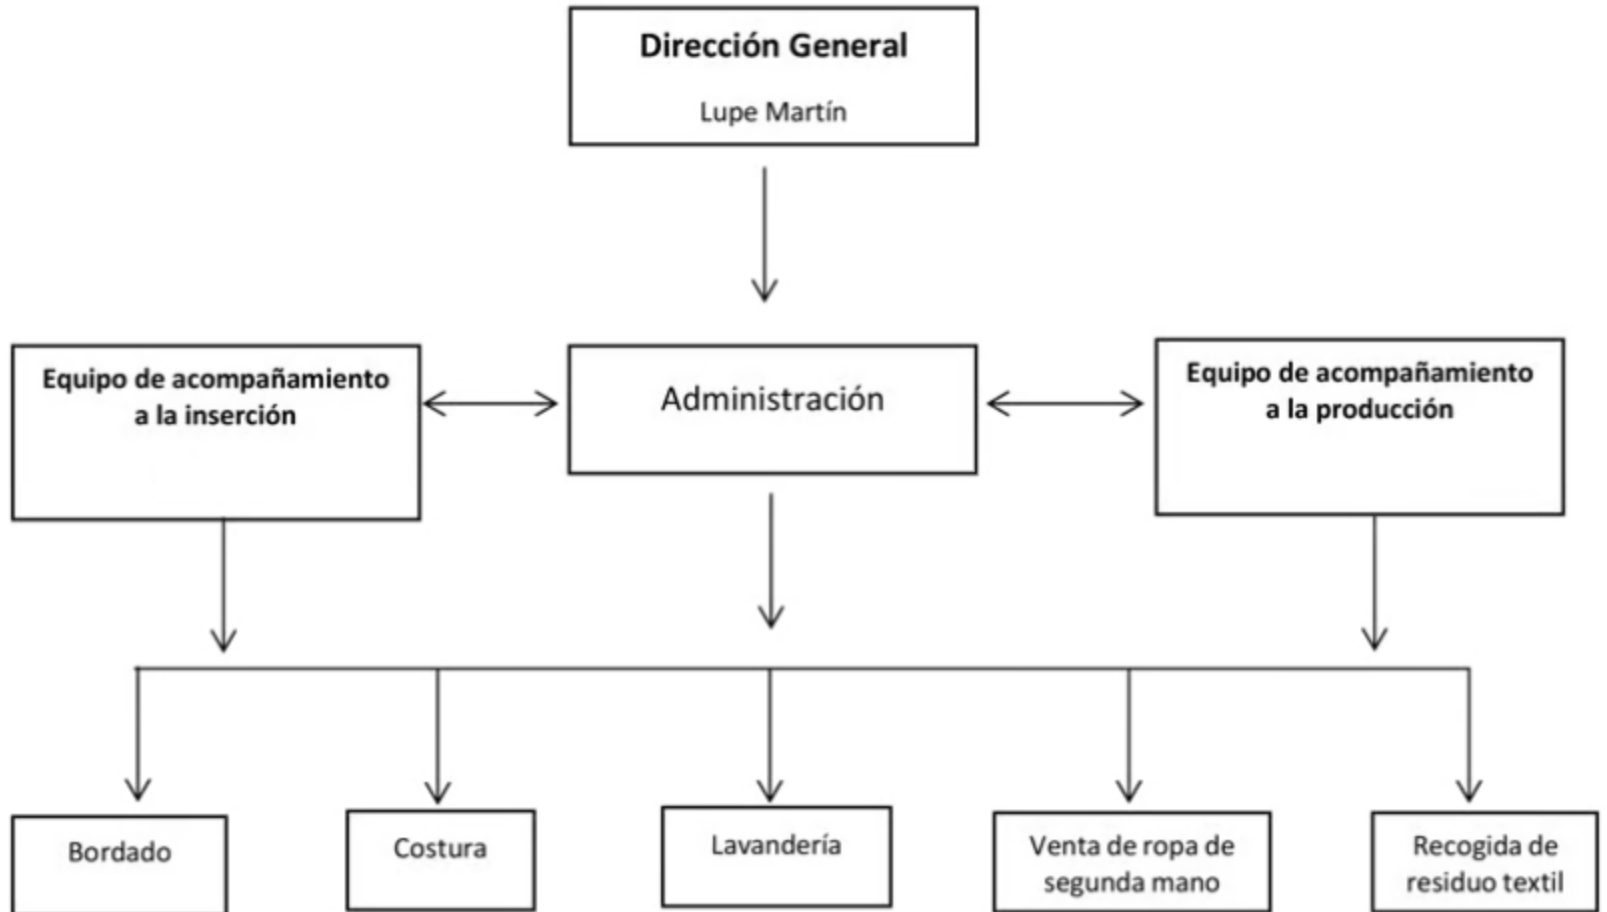 Dirección General
Lupe Martín
Equipo de acompañamiento
a la inserción
Administración
Equipo de acompañamiento
a la producción
Bordado
Costura
Lavandería
Venta de ropa de
segunda mano
Recogida de
residuo textil